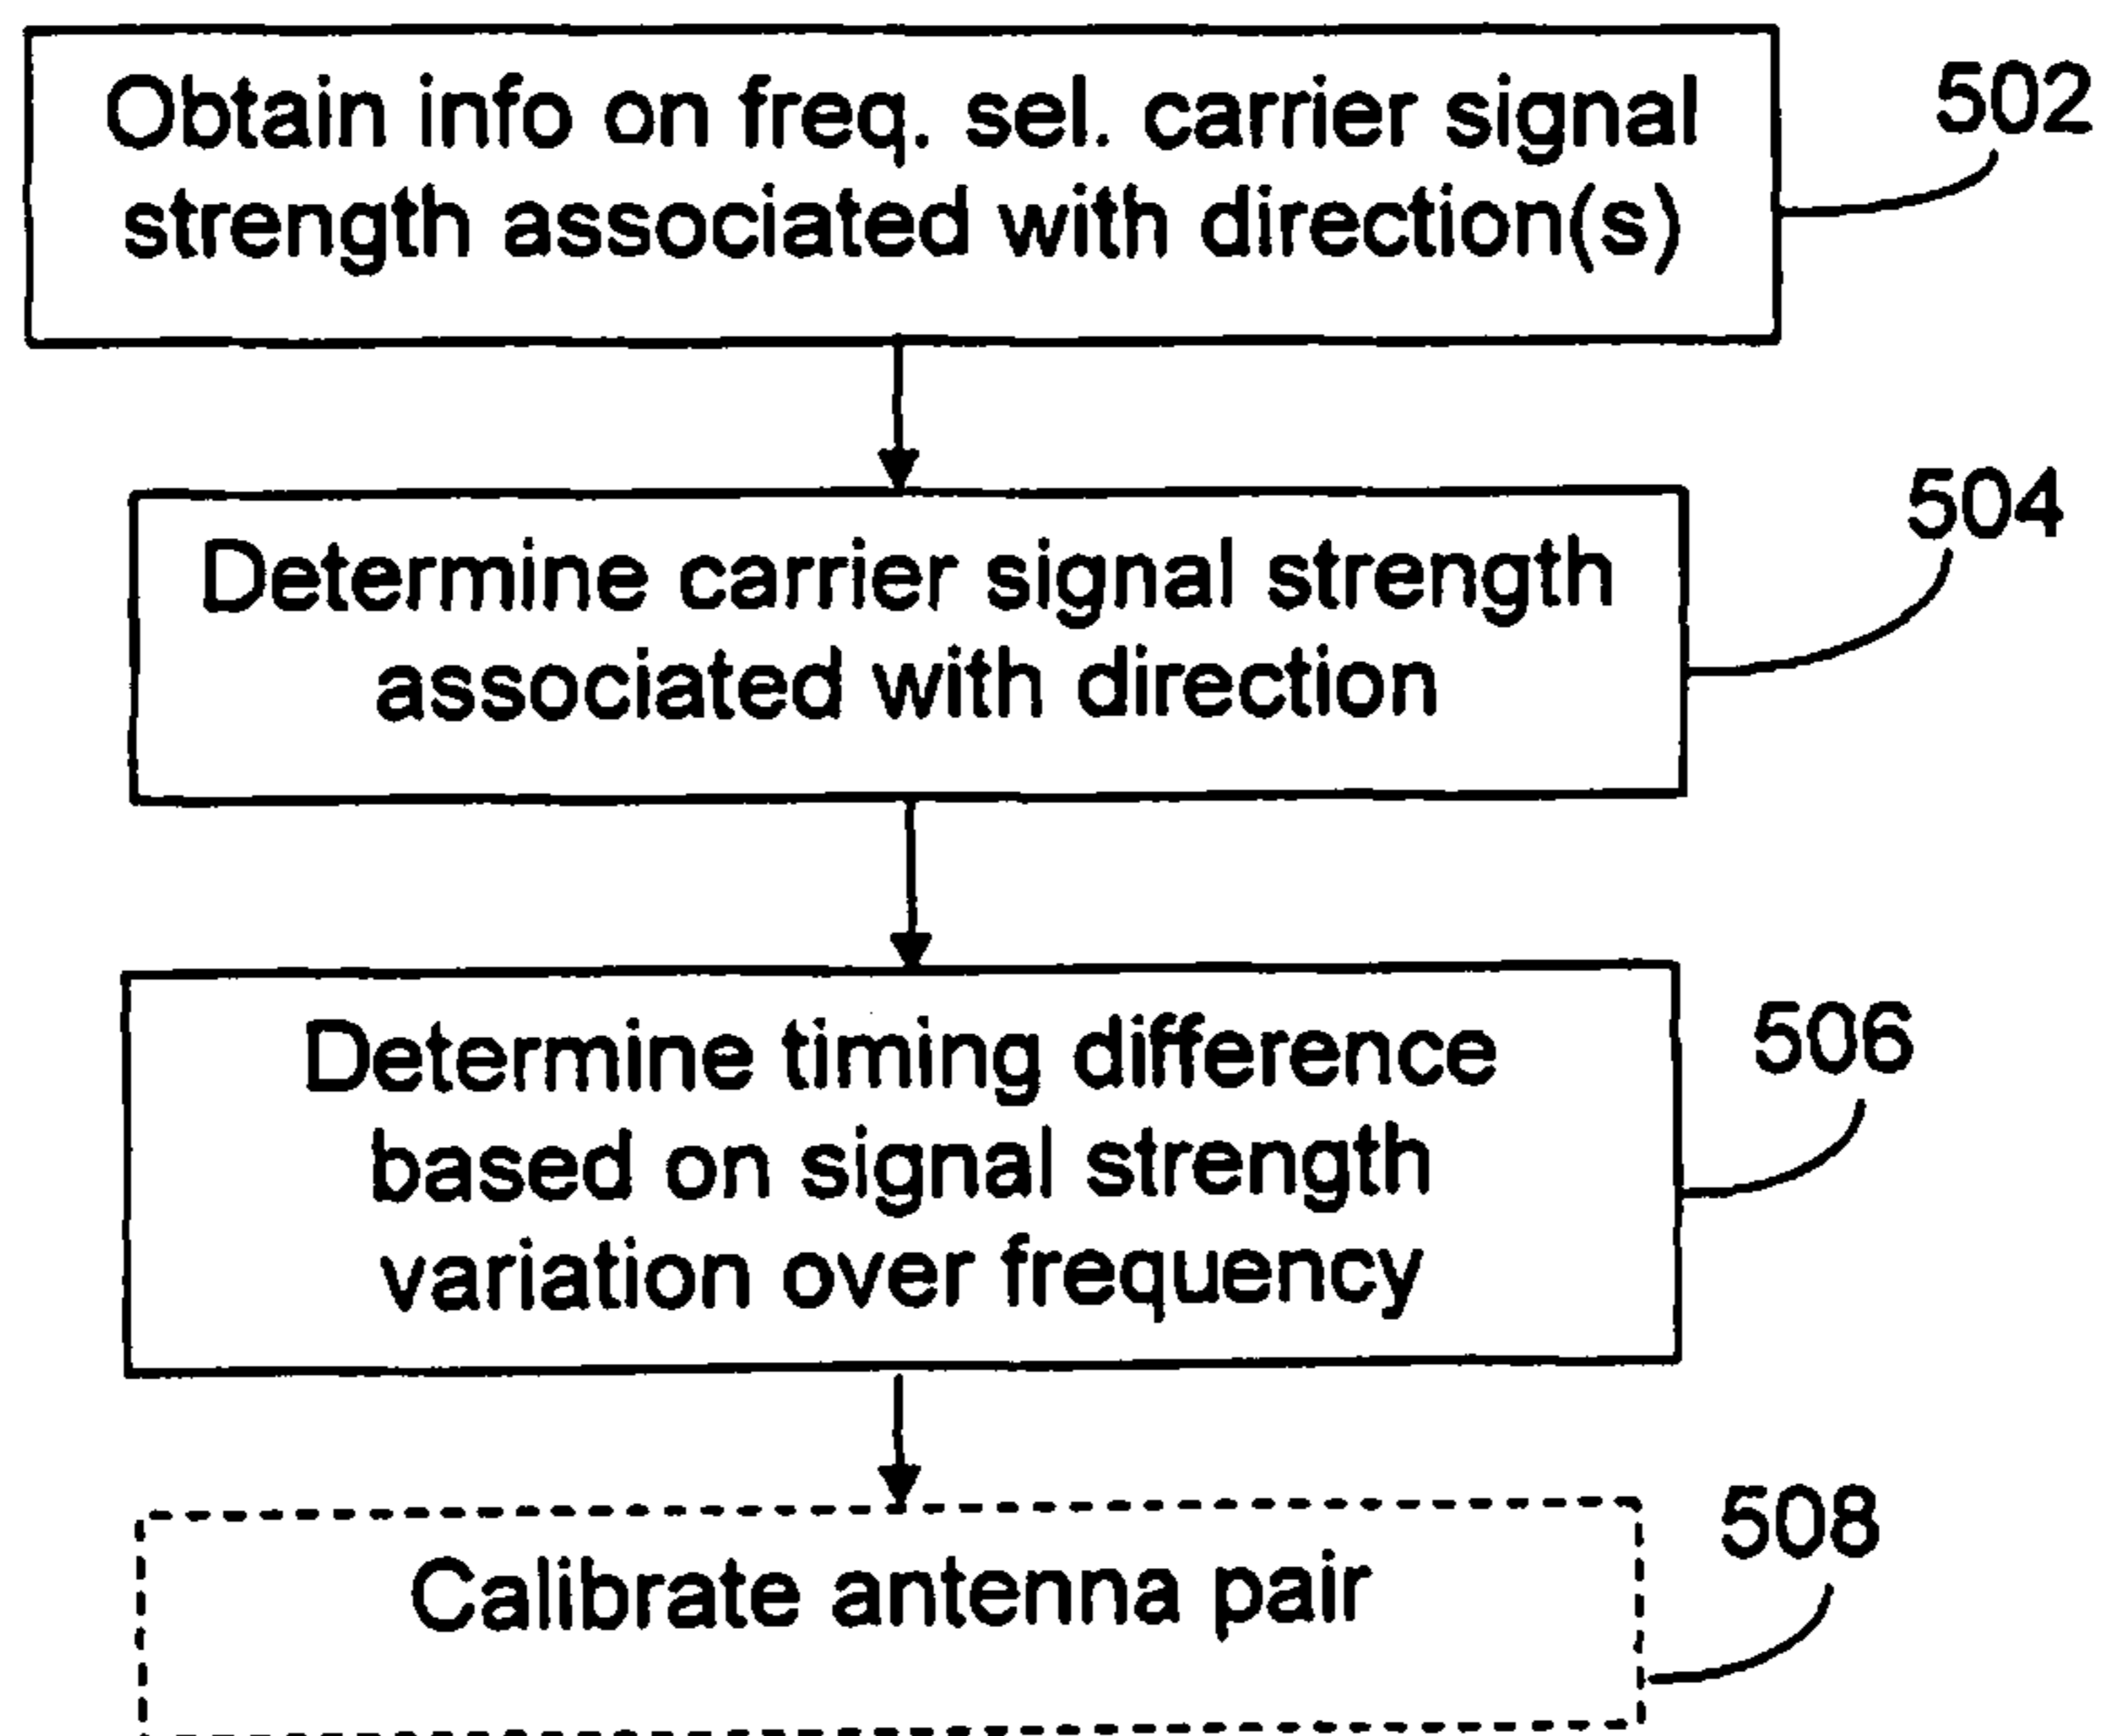 Obtain info on freq. sel. carrier signal
strength associated with direction(s)
502
Determine carrier signal strength
associated with direction
504
Determine timing difference
based on signal strength
variation over frequency
506
Calibrate antenna pair
508